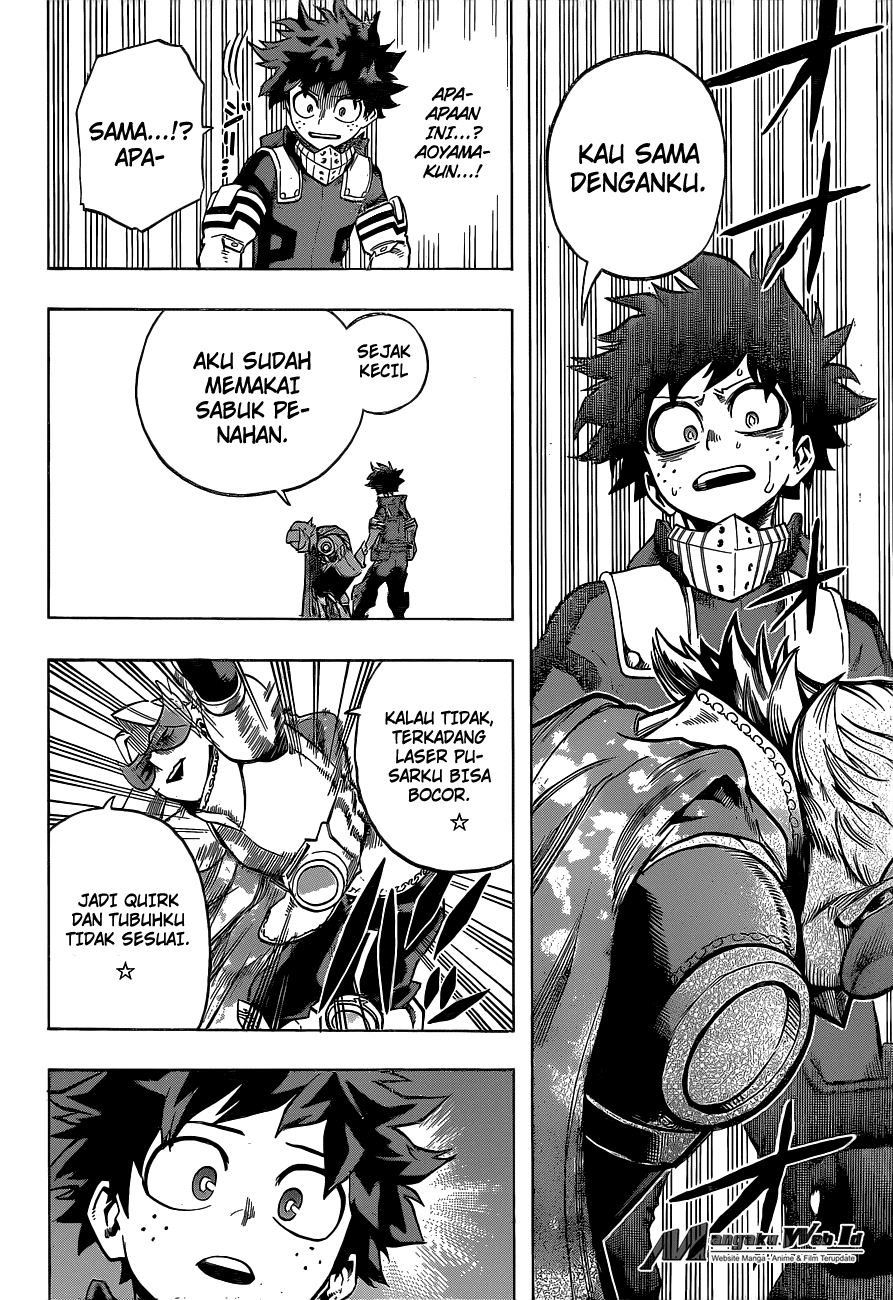 KAU SAMA
DENGANKU.
APA-
APAAN
INI...?
AOYAMA-
KUN...!
SAMA...!?
APA-
SEJAK
KECIL
AKU SUDAH
MEMAKAI
SABUK PE-
NAHAN.
KALAU TIDAK,
TERKADANG
LASER PU-
SARKU BISA
BOCOR.
☆
JADI QUIRK
DAN TUBUHKU
TIDAK SESUAI.
☆
Mangaku.Web.Id
Website Manga - Anime & Film Terupdate